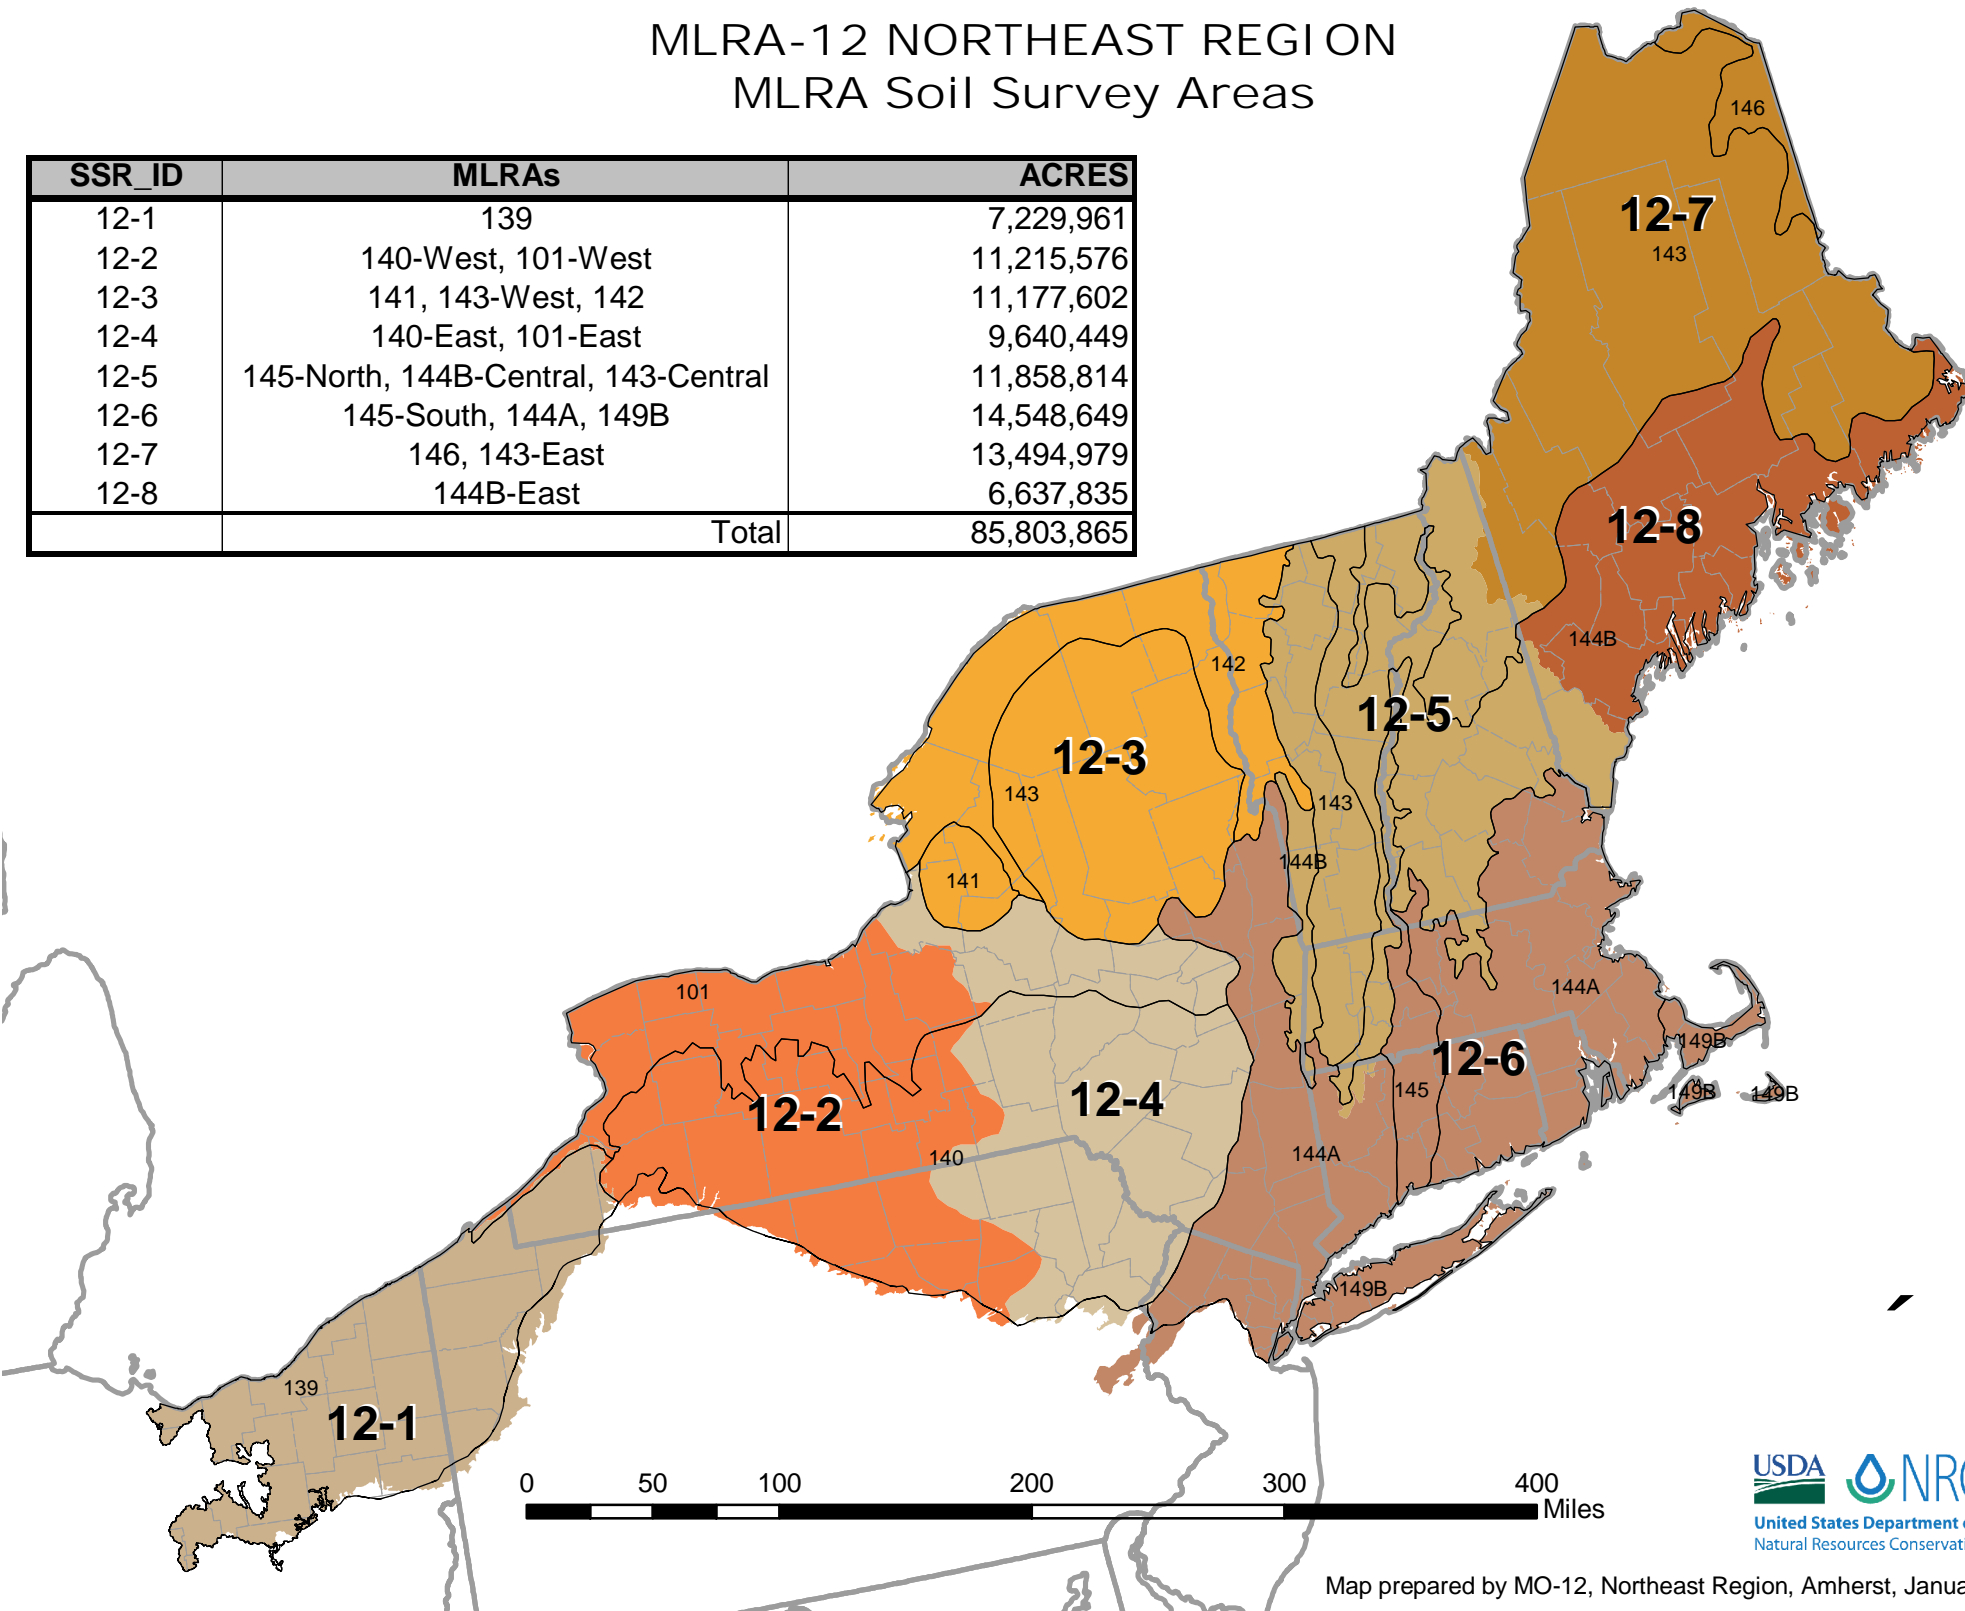 MLRA-12 NORTHEAST REGION
MLRA Soil Survey Areas
SSR_ID MLRAs ACRES
12-1 139 7,229,961
12-2 140-West, 101-West 11,215,576
12-3 141, 143-West, 142 11,177,602
12-4 140-East, 101-East 9,640,449
12-5 145-North, 144B-Central, 143-Central 11,858,814
12-6 145-South, 144A, 149B 14,548,649
12-7 146, 143-East 13,494,979
12-8 144B-East 6,637,835
Total 85,803,865
146
12-7
143
12-8
144B
142
12-5
12-3
143
143
144B
141
101
144A
149B
12-6
145
149B
149B
12-4
12-2
140
144A
149B
139
12-1
0 50 100 200 300 400
Miles
USDA NRC
United States Department
Natural Resources Conservati
Map prepared by MO-12, Northeast Region, Amherst, Janua